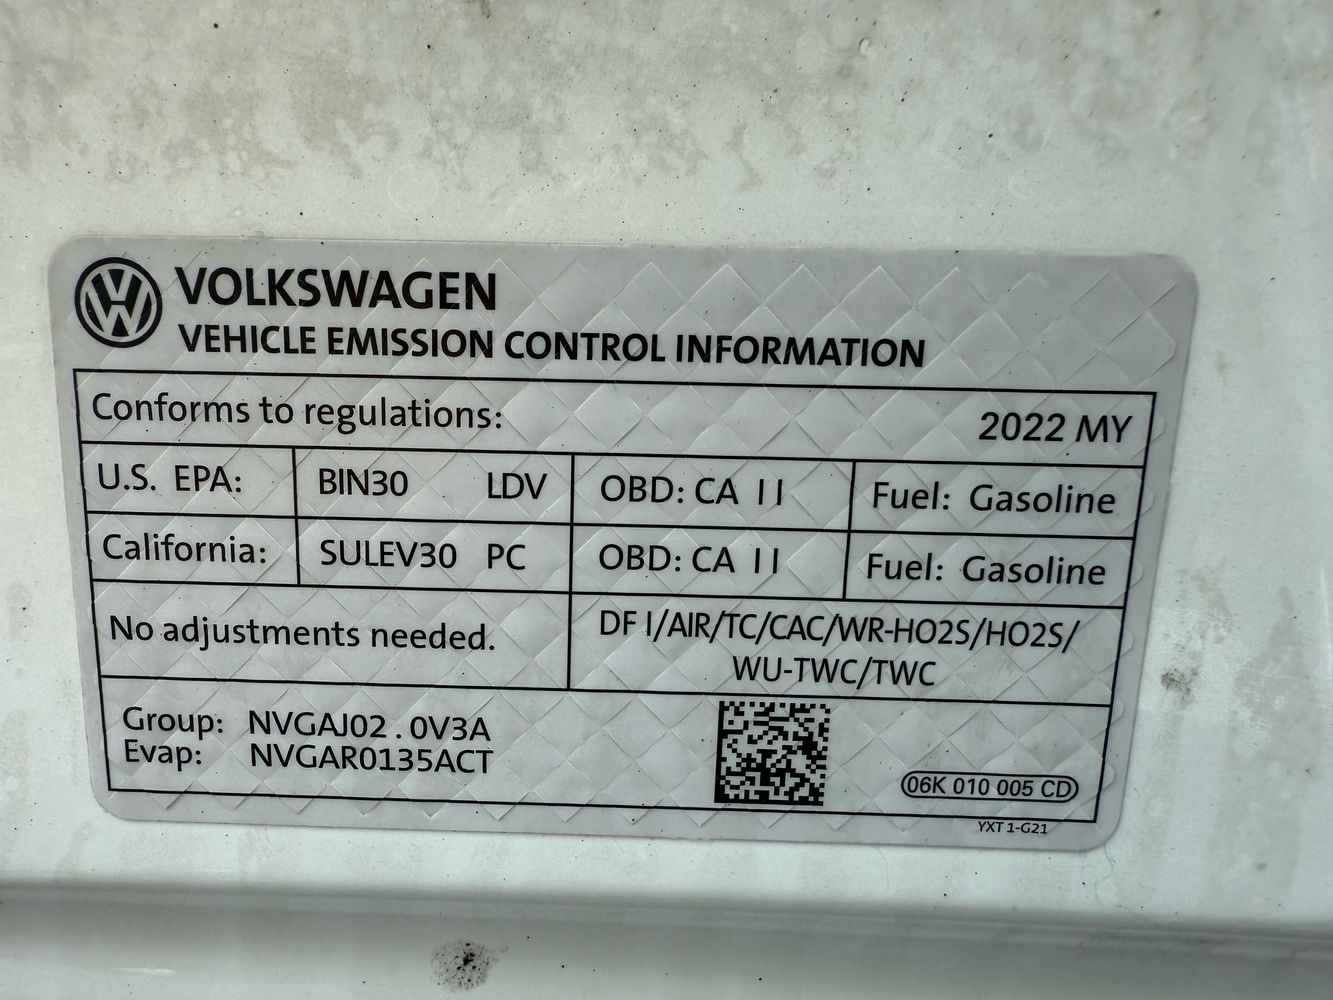 VOLKSWAGEN
VEHICLE EMISSION CONTROL INFORMATION
Conforms to regulations: 2022 MY
U.S. EPA: BIN30 LDV OBD: CA II Fuel: Gasoline
California: SULEV30 PC OBD: CA II Fuel: Gasoline
No adjustments needed. DFI/AIR/TC/CAC/WR-HO2S/HO2S/
WU-TWC/TWC
Group: NVGAJ02.0V3A
Evap: NVGAR0135ACT
06K 010 005 CD
YXT 1-G21